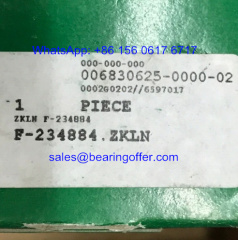 WhatsApp: +86 156 0617 6717
000-000-000
006830625-0000-02
000200202//6597017
1 PIECE
ZKLN F-234884
F-234884.ZKLN
sales@bearingoffer.com